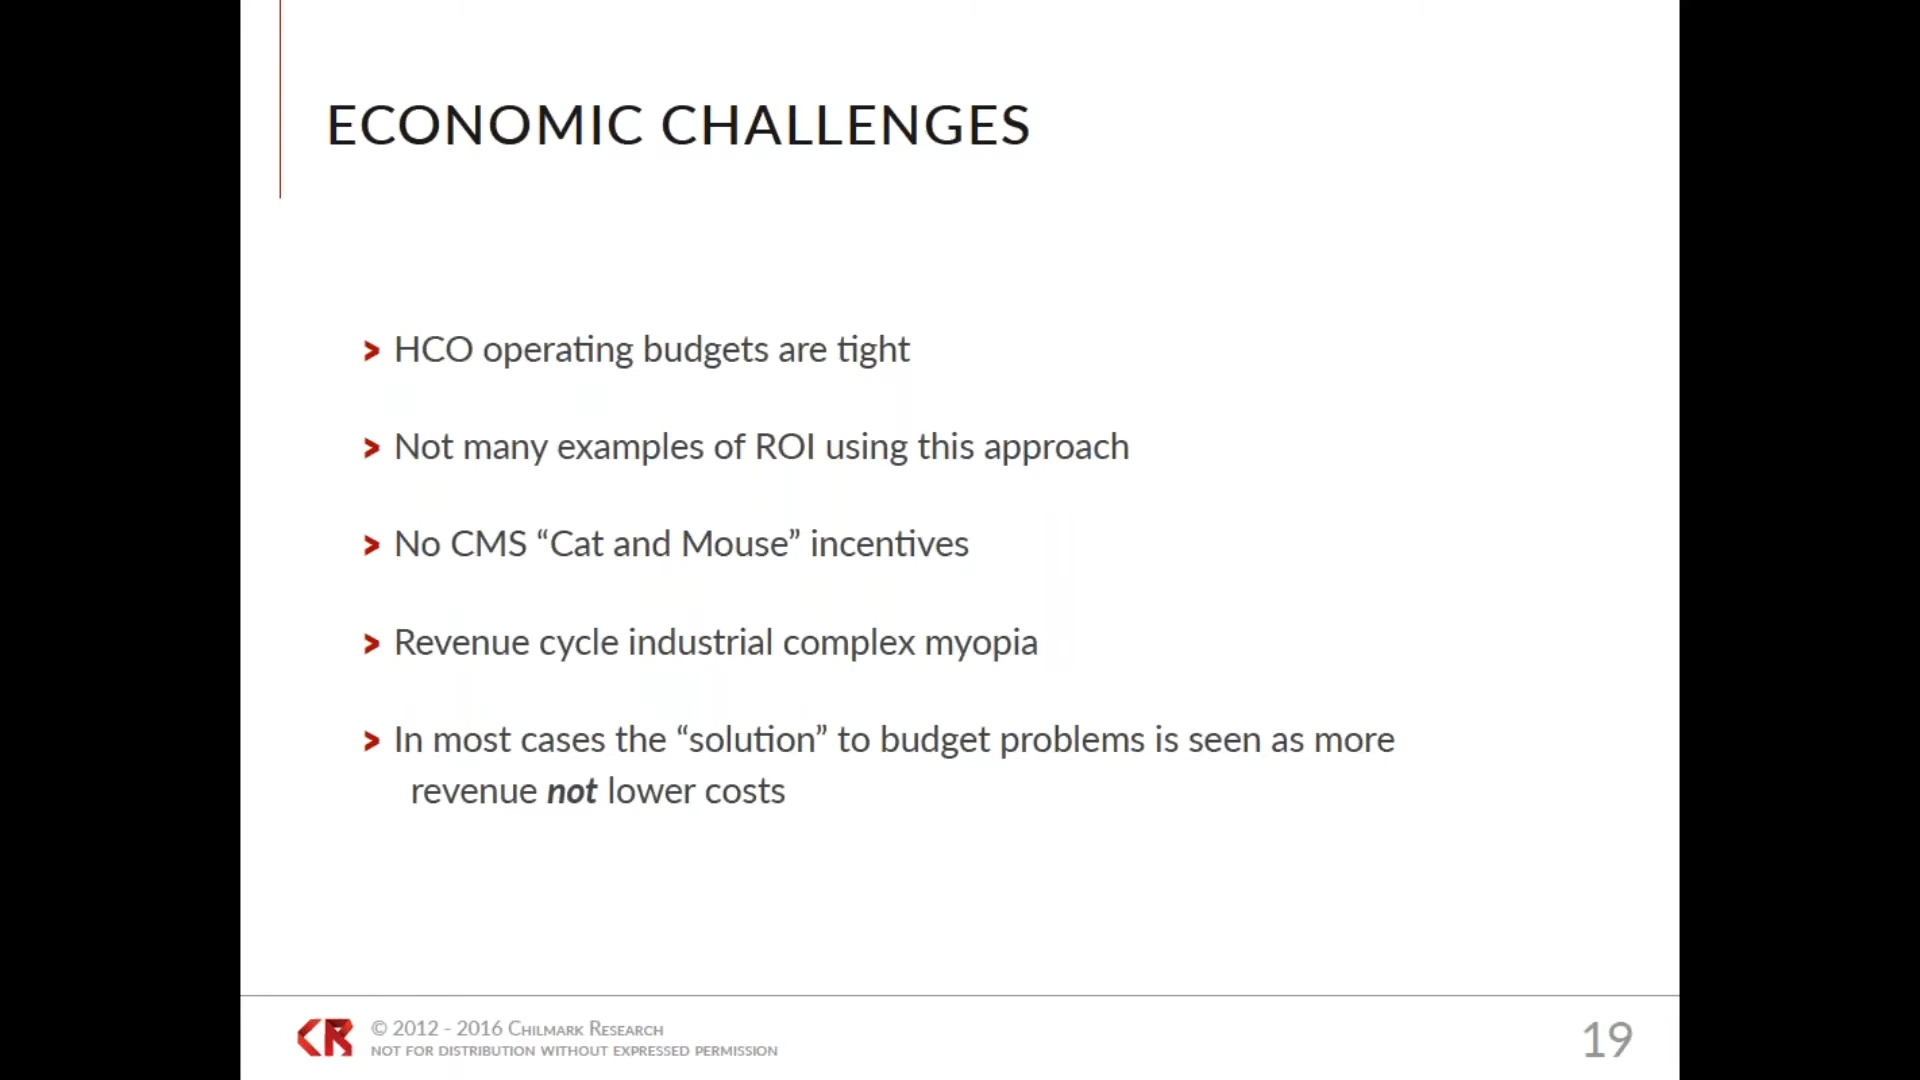 ECONOMIC CHALLENGES
> HCO operating budgets are tight
> Not many examples of ROI using this approach
> No CMS “Cat and Mouse” incentives
> Revenue cycle industrial complex myopia
> In most cases the “solution” to budget problems is seen as more
revenue not lower costs
CR
© 2012 - 2016 CHILMARK RESEARCH
NOT FOR DISTRIBUTION WITHOUT EXPRESSED PERMISSION
19